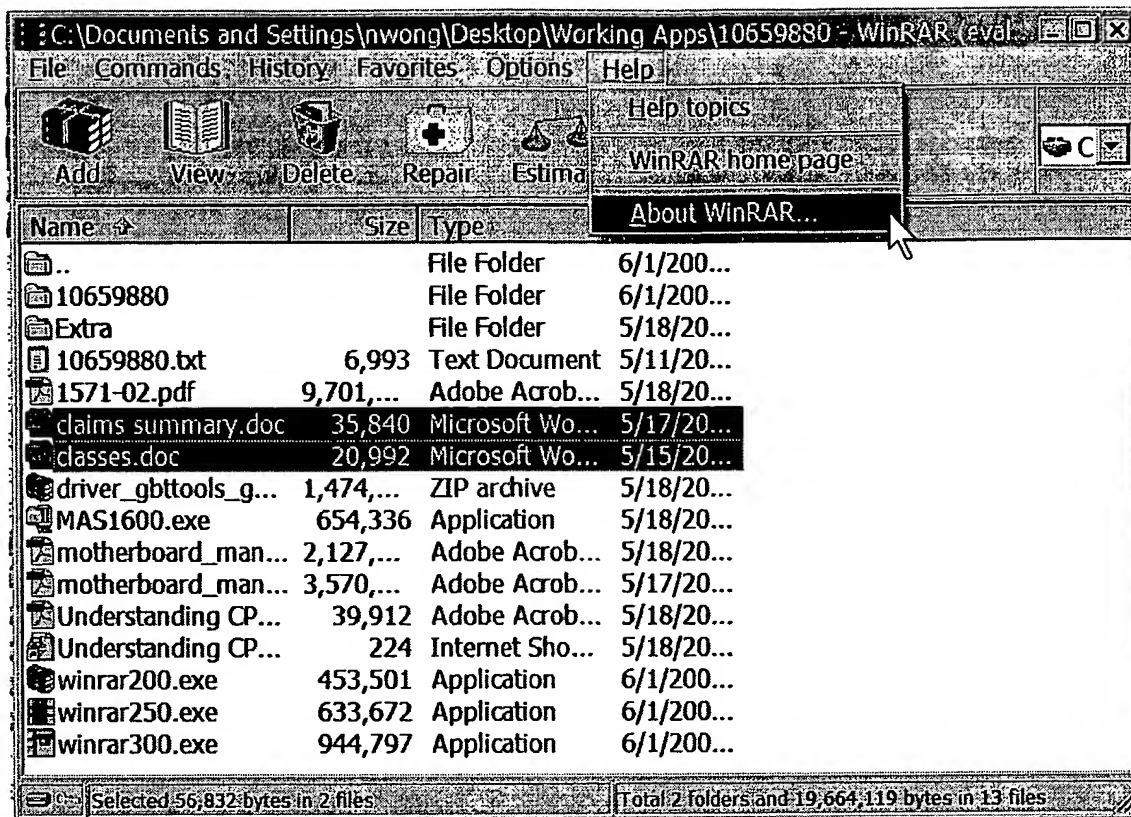 C:\Documents and Settings\nwong\Desktop\Working Apps\10659880 - WinRAR (eval...
File Commands History Favorites Options Help
Help topics
WinRAR home page
About WinRAR...
Add View Delete Repair Estima
C
Name Size Type
.. File Folder 6/1/200...
10659880 File Folder 6/1/200...
Extra File Folder 5/18/20...
10659880.txt 6,993 Text Document 5/11/20...
1571-02.pdf 9,701,... Adobe Acrob... 5/18/20...
claims summary.doc 35,840 Microsoft Wo... 5/17/20...
classes.doc 20,992 Microsoft Wo... 5/15/20...
driver_gbttools_g... 1,474,... ZIP archive 5/18/20...
MAS1600.exe 654,336 Application 5/18/20...
motherboard_man... 2,127,... Adobe Acrob... 5/18/20...
motherboard_man... 3,570,... Adobe Acrob... 5/17/20...
Understanding CP... 39,912 Adobe Acrob... 5/18/20...
Understanding CP... 224 Internet Sho... 5/18/20...
winrar200.exe 453,501 Application 6/1/200...
winrar250.exe 633,672 Application 6/1/200...
winrar300.exe 944,797 Application 6/1/200...
Selected 56,832 bytes in 2 files Total 2 folders and 19,664,119 bytes in 13 files